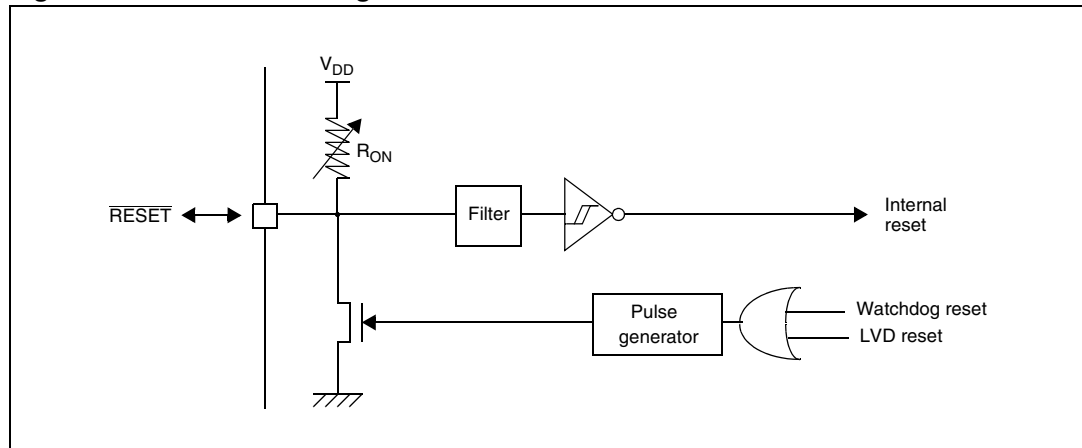 V_DD
R_ON
RESET
Filter
Internal
reset
Pulse
generator
Watchdog reset
LVD reset